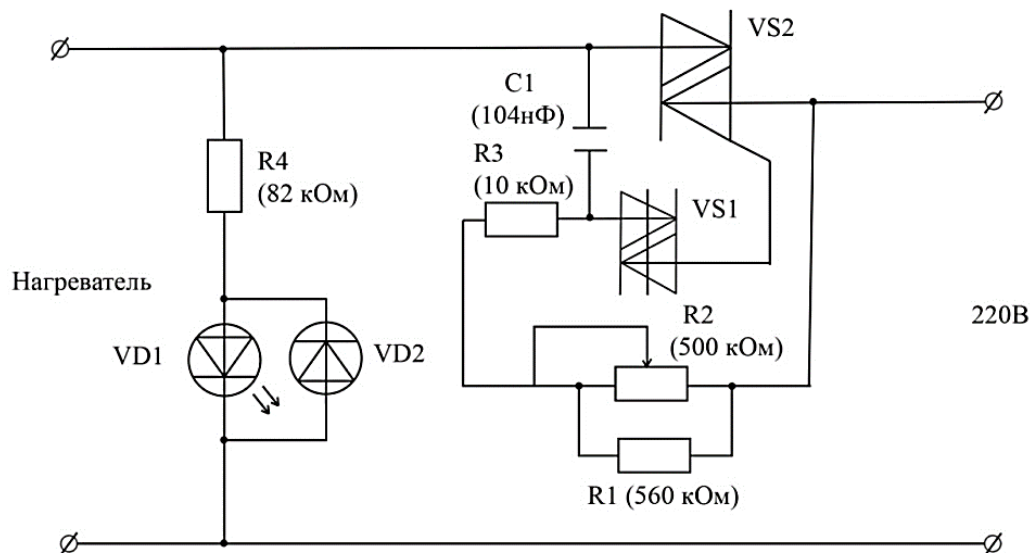 VS2
C1
(104нФ)
R3
(10 кОм)
R4
(82 кОм)
VS1
Нагреватель
220В
R2
(500 кОм)
VD1
VD2
R1 (560 кОм)